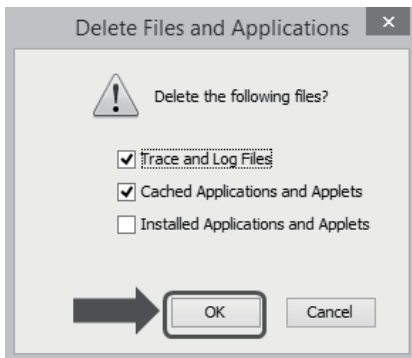 Delete Files and Applications
Delete the following files?
Trace and Log Files
Cached Applications and Applets
Installed Applications and Applets
OK Cancel